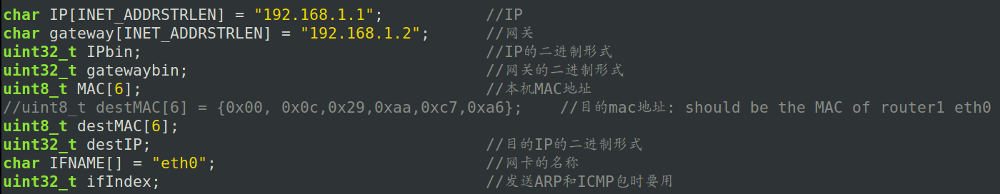 char IP[INET_ADDRSTRLEN] = "192.168.1.1";           //IP
char gateway[INET_ADDRSTRLEN] = "192.168.1.2";      //网关
uint32_t IPbin;                                     //IP的二进制形式
uint32_t gatewaybin;                                //网关的二进制形式
uint8_t MAC[6];                                     //本机MAC地址
//uint8_t destMAC[6] = {0x00, 0x0c,0x29,0xaa,0xc7,0xa6};    //目的mac地址: should be the MAC of router1 eth0
uint8_t destMAC[6];
uint32_t destIP;                                    //目的IP的二进制形式
char IFNAME[] = "eth0";                             //网卡的名称
uint32_t ifIndex;                                   //发送ARP和ICMP包时要用